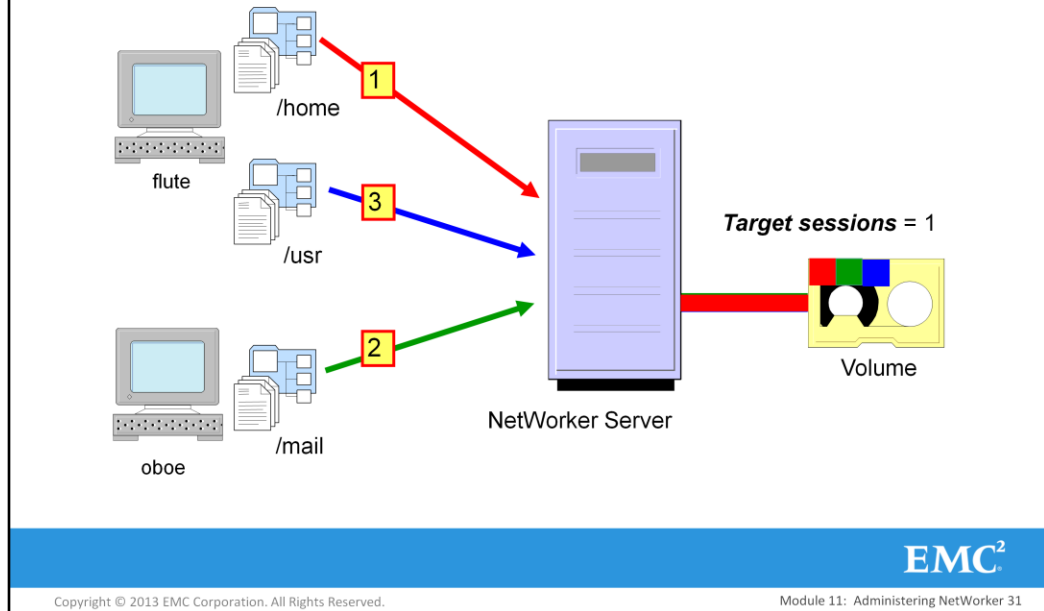 1
/home
flute
3
/usr
Target sessions = 1
2
/mail
oboe
NetWorker Server
Volume
EMC²
Copyright © 2013 EMC Corporation. All Rights Reserved.
Module 11: Administering NetWorker 31